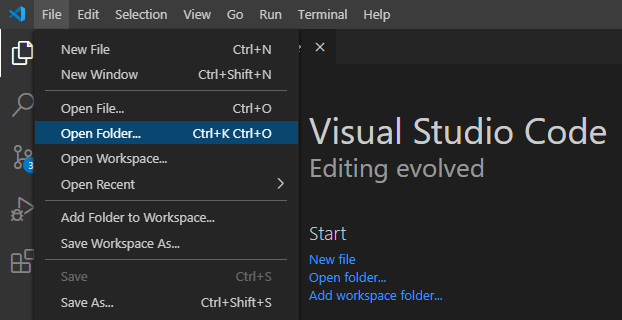 File Edit Selection View Go Run Terminal Help
New File Ctrl+N
New Window Ctrl+Shift+N
Open File... Ctrl+O
Open Folder... Ctrl+K Ctrl+O
Open Workspace...
Open Recent
Add Folder to Workspace...
Save Workspace As...
Save Ctrl+S
Save As... Ctrl+Shift+S
3
Visual Studio Code
Editing evolved
Start
New file
Open folder...
Add workspace folder...